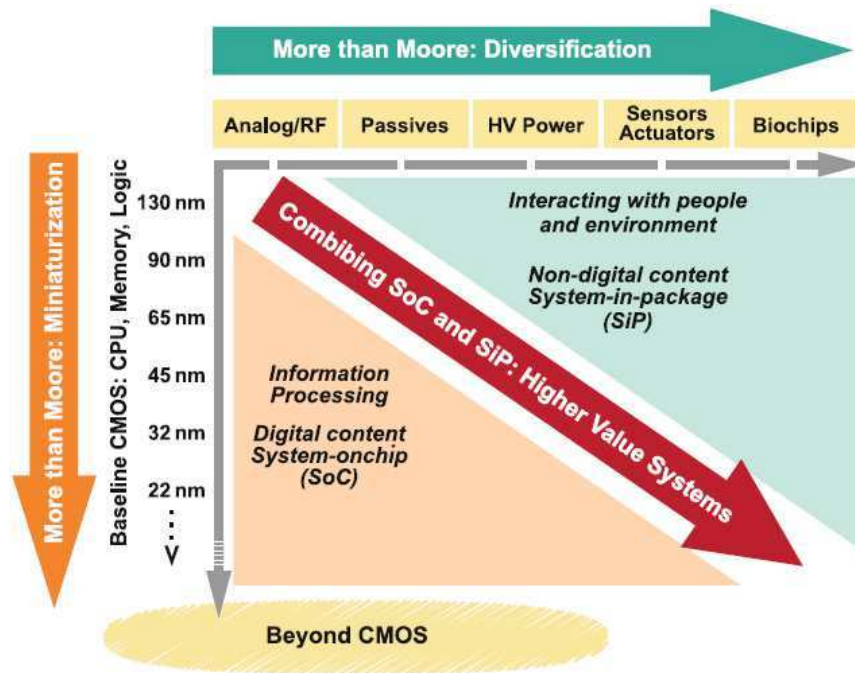 More than Moore: Diversification
Analog/RF
Passives
HV Power
Sensors
Actuators
Biochips
More than Moore: Miniaturization
Baseline CMOS: CPU, Memory, Logic
130 nm
90 nm
65 nm
45 nm
32 nm
22 nm
Interacting with people
and environment
Non-digital content
System-in-package
(SiP)
Combibing SoC and SiP: Higher Value Systems
Information
Processing
Digital content
System-onchip
(SoC)
Beyond CMOS